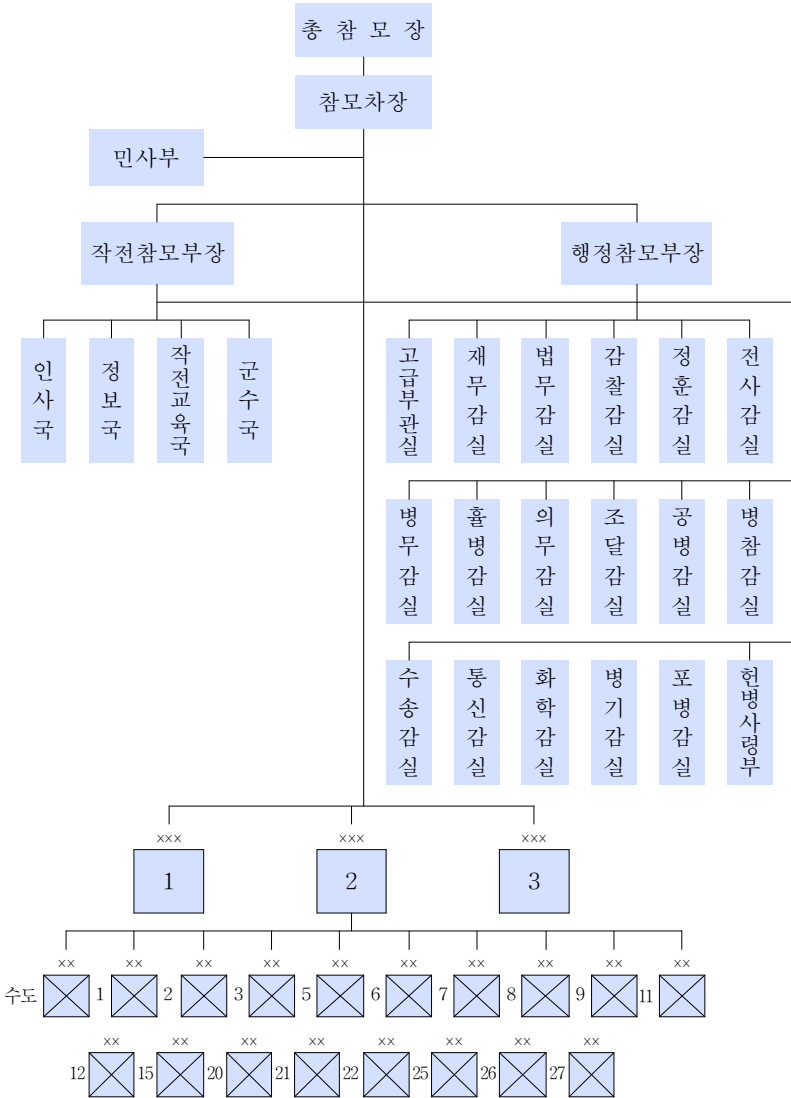 총 참 모 장
참모차장
민사부
작전참모부장
행정참모부장
인사국
정보국
작전교육국
군수국
고급부관실
재무감실
법무감실
감찰감실
정훈감실
전사감실
병무감실
휼병감실
의무감실
조달감실
공병감실
병참감실
수송감실
통신감실
화학감실
병기감실
포병감실
헌병사령부
××× ××× ×××
1 2 3
×× ×× ×× ×× ×× ×× ×× ×× ×× ××
수도 1 2 3 5 6 7 8 9 11
×× ×× ×× ×× ×× ×× ×× ××
12 15 20 21 22 25 26 27